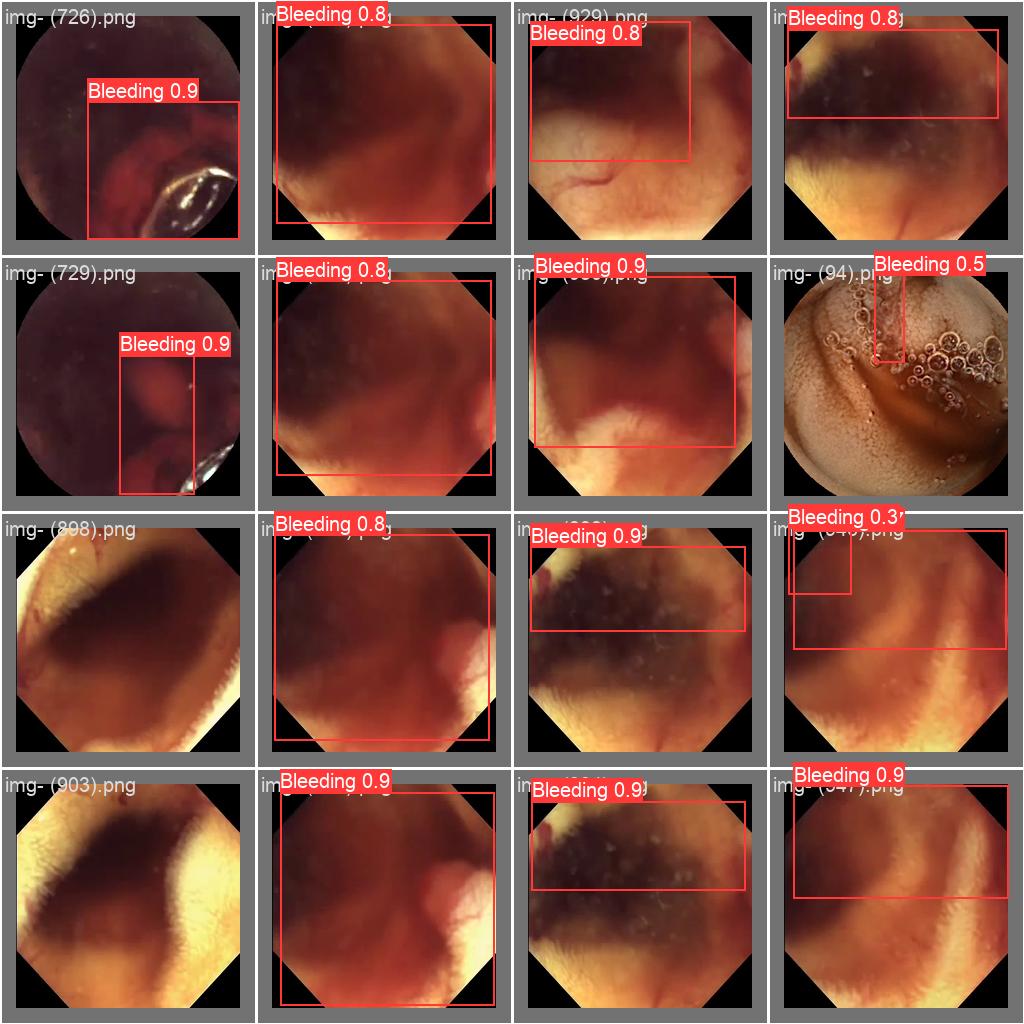 img- (726).png
Bleeding 0.9
Bleeding 0.8
img- (929).png
Bleeding 0.8
Bleeding 0.8
img- (729).png
Bleeding 0.9
Bleeding 0.8
Bleeding 0.9
img- (94).png
Bleeding 0.5
img- (898).png
Bleeding 0.8
Bleeding 0.9
Bleeding 0.3
img- (903).png
Bleeding 0.9
Bleeding 0.9
Bleeding 0.9